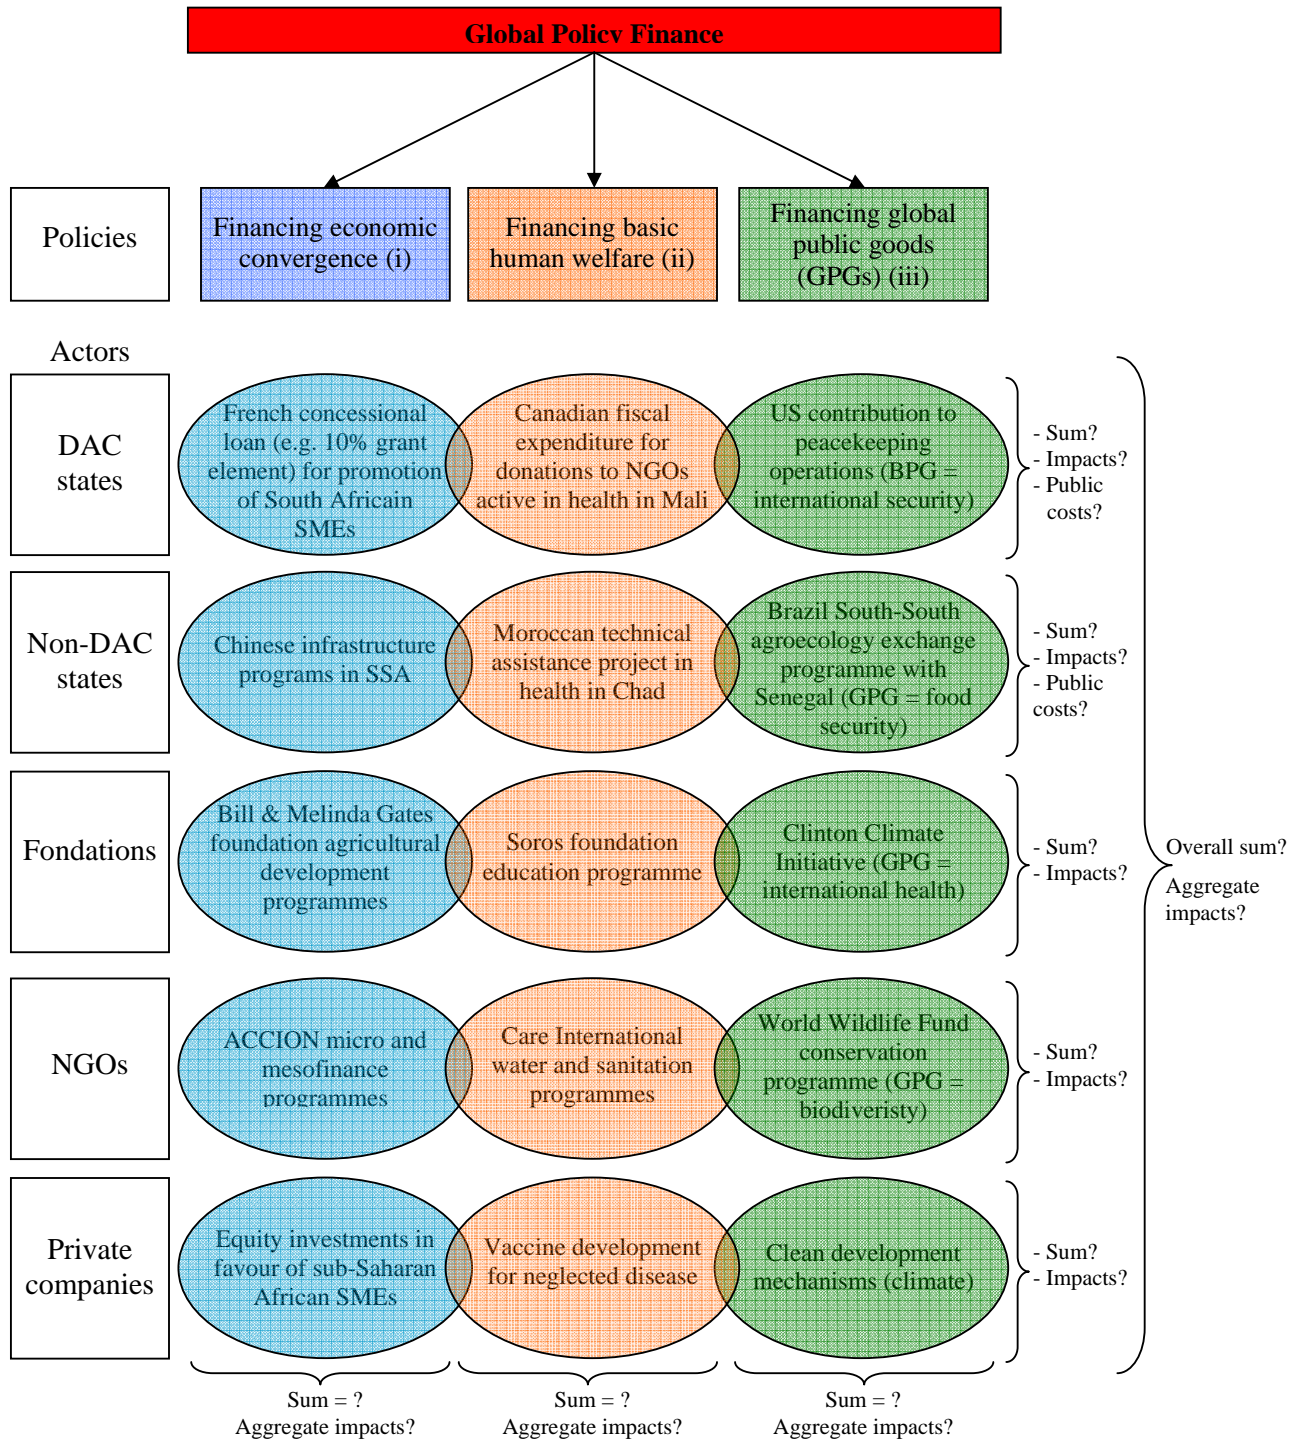 Global Policy Finance
Policies
Financing economic
convergence (i)
Financing basic
human welfare (ii)
Financing global
public goods
(GPGs) (iii)
Actors
DAC
states
French concessional
loan (e.g. 10% grant
element) for promotion
of South Africain
SMEs
Canadian fiscal
expenditure for
donations to NGOs
active in health in Mali
US contribution to
peacekeeping
operations (BPG =
international security)
- Sum?
- Impacts?
- Public
costs?
Non-DAC
states
Chinese infrastructure
programs in SSA
Moroccan technical
assistance project in
health in Chad
Brazil South-South
agroecology exchange
programme with
Senegal (GPG = food
security)
- Sum?
- Impacts?
- Public
costs?
Fondations
Bill & Melinda Gates
foundation agricultural
development
programmes
Soros foundation
education programme
Clinton Climate
Initiative (GPG =
international health)
- Sum?
- Impacts?
Overall sum?
Aggregate
impacts?
NGOs
ACCION micro and
mesofinance
programmes
Care International
water and sanitation
programmes
World Wildlife Fund
conservation
programme (GPG =
biodiveristy)
- Sum?
- Impacts?
Private
companies
Equity investments in
favour of sub-Saharan
African SMEs
Vaccine development
for neglected disease
Clean development
mechanisms (climate)
- Sum?
- Impacts?
Sum = ?
Aggregate impacts?
Sum = ?
Aggregate impacts?
Sum = ?
Aggregate impacts?